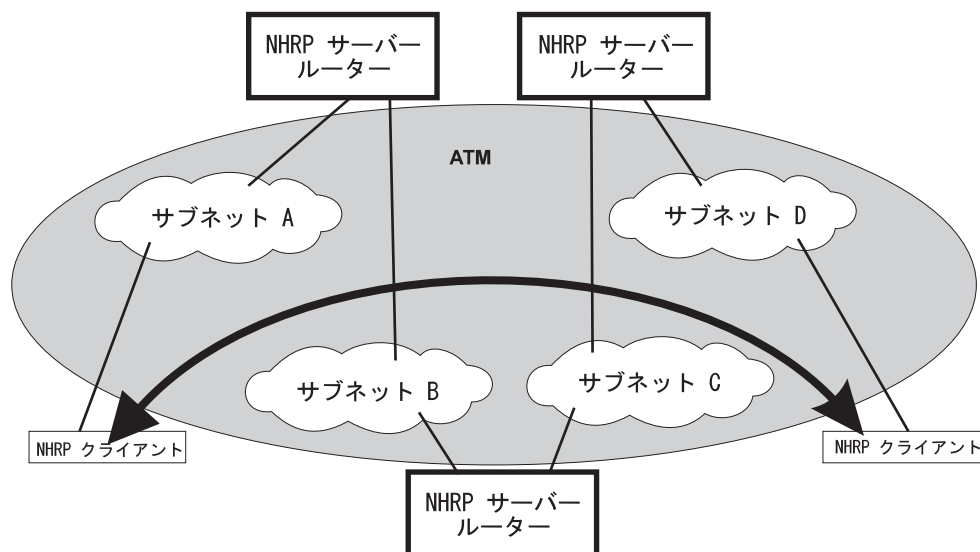 NHRP サーバー
ルーター
NHRP サーバー
ルーター
ATM
サブネット A
サブネット D
サブネット B
サブネット C
NHRP クライアント
NHRP クライアント
NHRP サーバー
ルーター